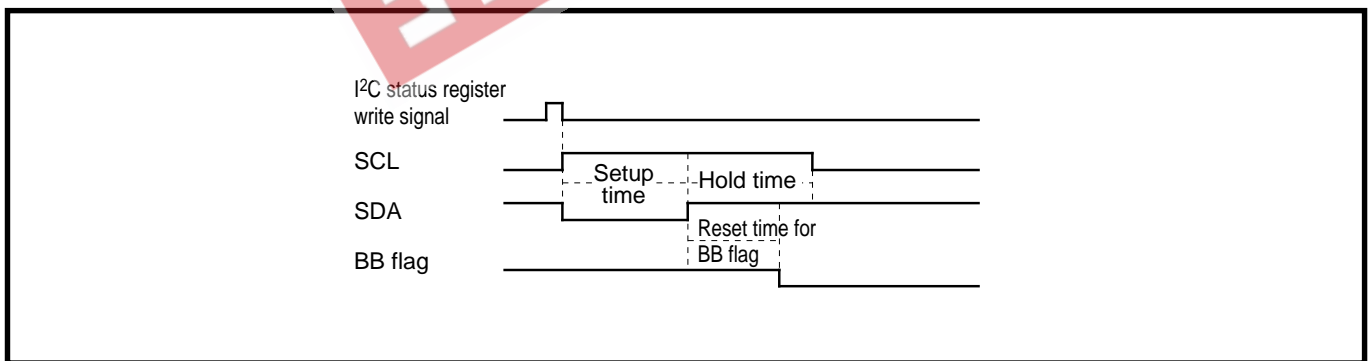 I2C status register
write signal
SCL
Setup
time
Hold time
SDA
Reset time for
BB flag
BB flag